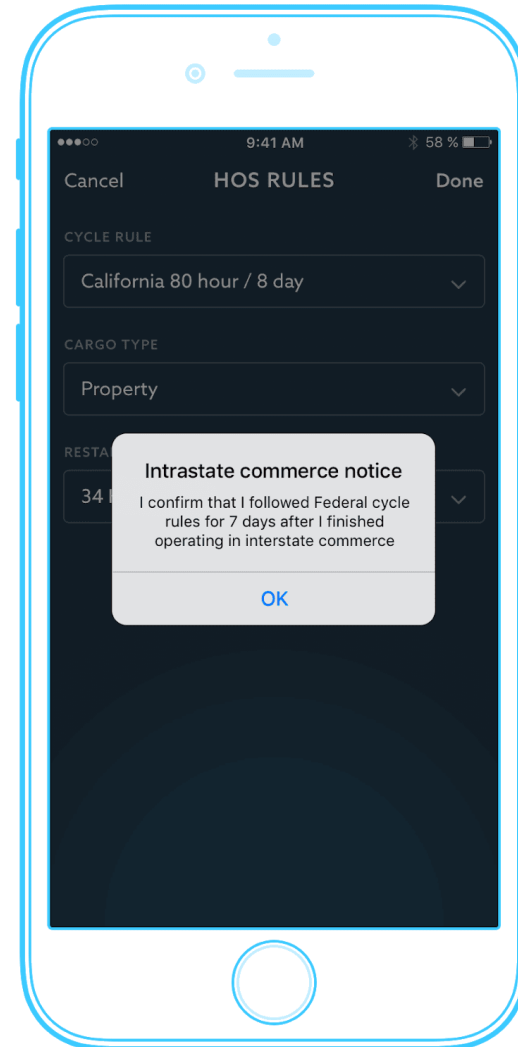 9:41 AM 58 %
Cancel HOS RULES Done
CYCLE RULE
California 80 hour / 8 day
CARGO TYPE
Property
Intrastate commerce notice
I confirm that I followed Federal cycle
rules for 7 days after I finished
operating in interstate commerce
34
OK